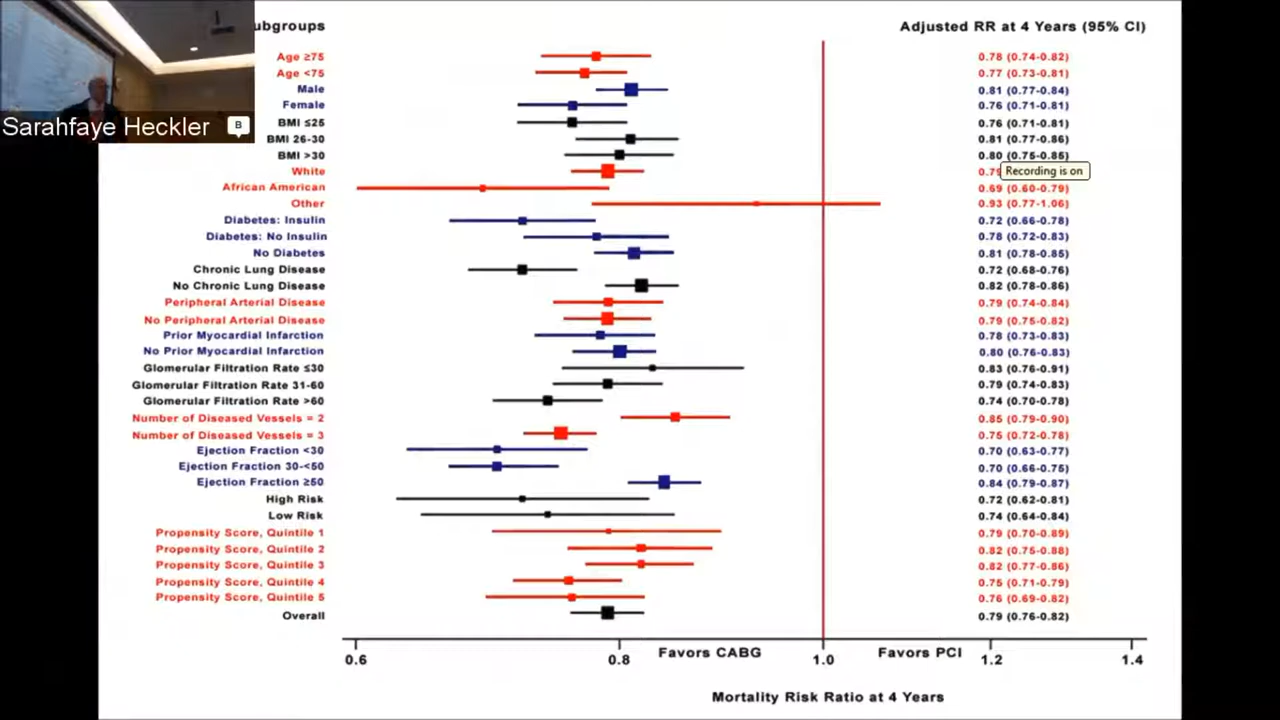 ubgroups Adjusted RR at 4 Years (95% CI)
Age ≥75 0.78 (0.74-0.82)
Age <75 0.77 (0.73-0.81)
Male 0.81 (0.77-0.84)
Female 0.76 (0.71-0.81)
Sarahfaye Heckler B
BMI ≤25 0.76 (0.71-0.81)
BMI 26-30 0.81 (0.77-0.86)
BMI >30 0.80 (0.75-0.85)
White 0.79 Recording is on
African American 0.69 (0.60-0.79)
Other 0.93 (0.77-1.06)
Diabetes: Insulin 0.72 (0.66-0.78)
Diabetes: No Insulin 0.78 (0.72-0.83)
No Diabetes 0.81 (0.78-0.85)
Chronic Lung Disease 0.72 (0.68-0.76)
No Chronic Lung Disease 0.82 (0.78-0.86)
Peripheral Arterial Disease 0.79 (0.74-0.84)
No Peripheral Arterial Disease 0.79 (0.75-0.82)
Prior Myocardial Infarction 0.78 (0.73-0.83)
No Prior Myocardial Infarction 0.80 (0.76-0.83)
Glomerular Filtration Rate ≤30 0.83 (0.76-0.91)
Glomerular Filtration Rate 31-60 0.79 (0.74-0.83)
Glomerular Filtration Rate >60 0.74 (0.70-0.78)
Number of Diseased Vessels = 2 0.85 (0.79-0.90)
Number of Diseased Vessels = 3 0.75 (0.72-0.78)
Ejection Fraction <30 0.70 (0.63-0.77)
Ejection Fraction 30-<50 0.70 (0.66-0.75)
Ejection Fraction ≥50 0.84 (0.79-0.87)
High Risk 0.72 (0.62-0.81)
Low Risk 0.74 (0.64-0.84)
Propensity Score, Quintile 1 0.79 (0.70-0.89)
Propensity Score, Quintile 2 0.82 (0.75-0.88)
Propensity Score, Quintile 3 0.82 (0.77-0.86)
Propensity Score, Quintile 4 0.75 (0.71-0.79)
Propensity Score, Quintile 5 0.76 (0.69-0.82)
Overall 0.79 (0.76-0.82)
Favors CABG Favors PCI
0.6 0.8 1.0 1.2 1.4
Mortality Risk Ratio at 4 Years